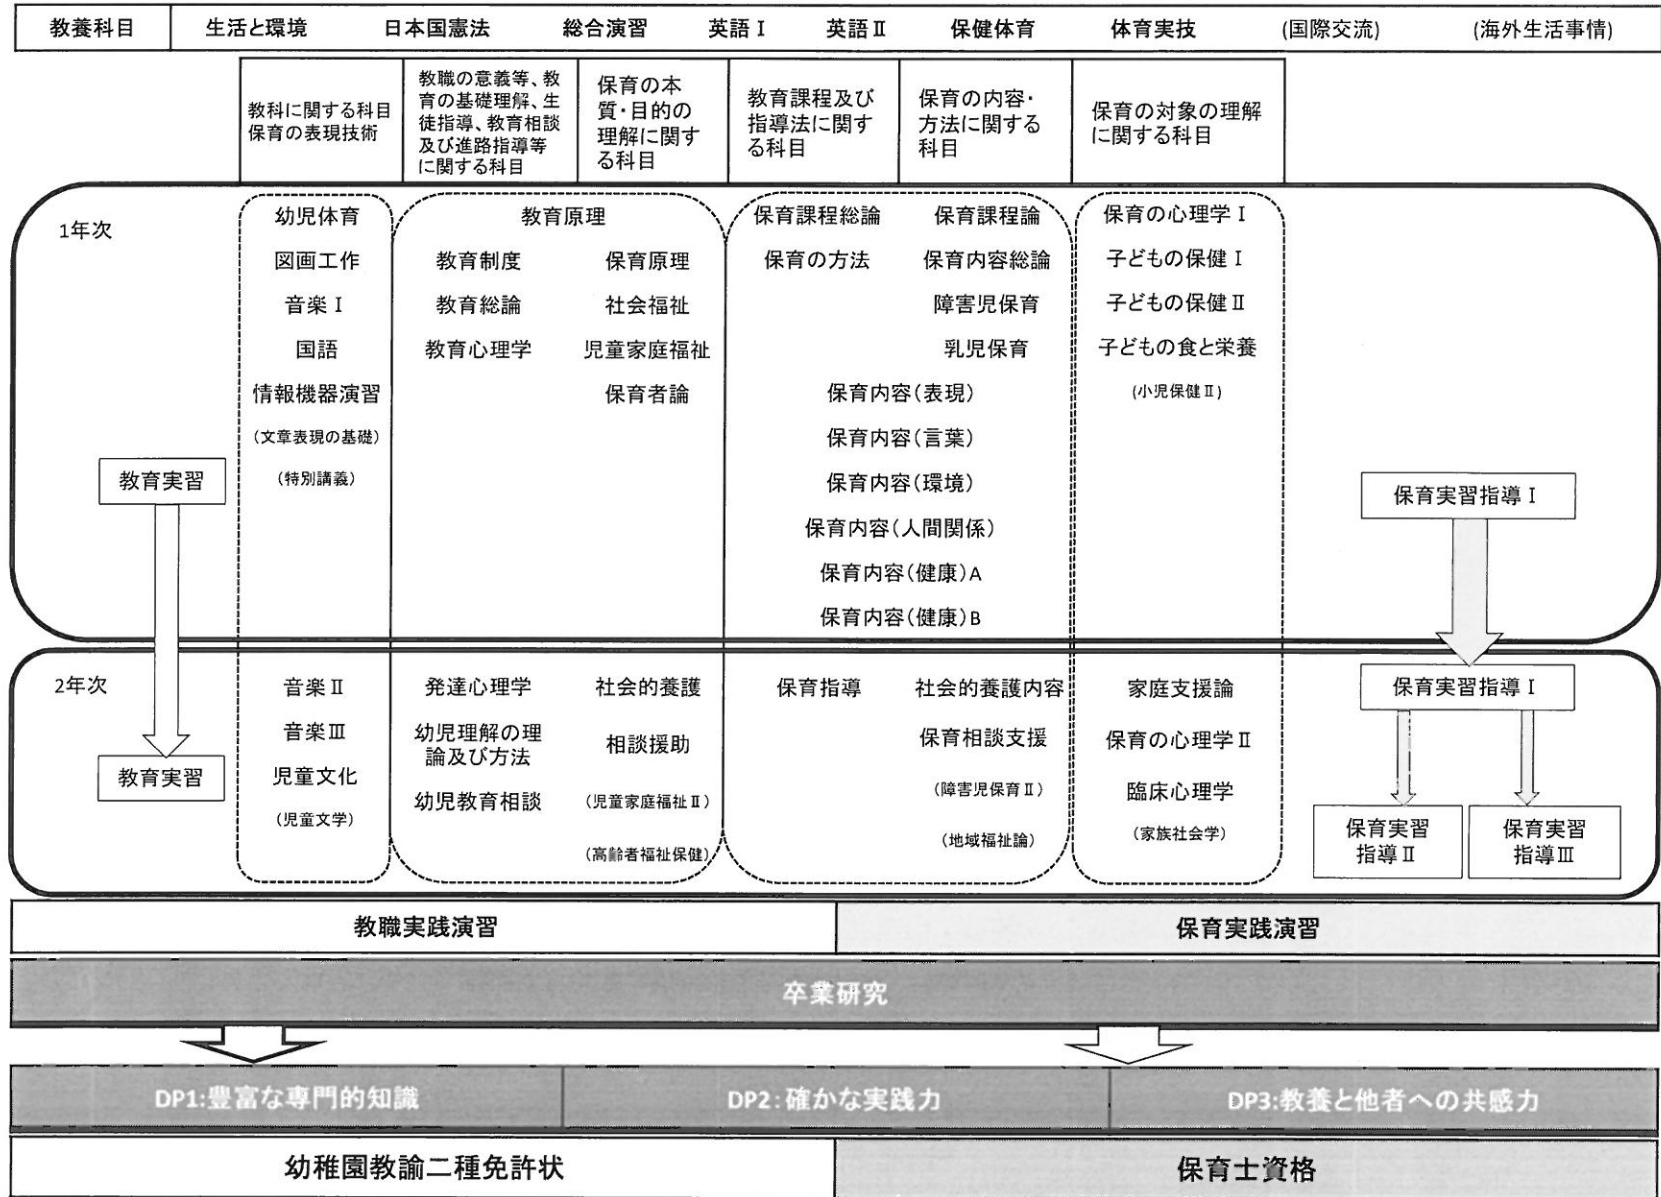 教養科目 生活と環境 日本国憲法 総合演習 英語Ⅰ 英語Ⅱ 保健体育 体育実技 (国際交流) (海外生活事情)
教科に関する科目
保育の表現技術
教職の意義等、教
育の基礎理解、生
徒指導、教育相談
及び進路指導等
に関する科目
保育の本
質・目的の
理解に関す
る科目
教育課程及び
指導法に関す
る科目
保育の内容・
方法に関する
科目
保育の対象の理解
に関する科目
1年次
幼児体育
図画工作
音楽Ⅰ
国語
情報機器演習
(文章表現の基礎)
(特別講義)
教育原理
教育制度
教育総論
教育心理学
保育原理
社会福祉
児童家庭福祉
保育者論
保育課程総論
保育の方法
保育課程論
保育内容総論
障害児保育
乳児保育
保育内容(表現)
保育内容(言葉)
保育内容(環境)
保育内容(人間関係)
保育内容(健康)A
保育内容(健康)B
保育の心理学Ⅰ
子どもの保健Ⅰ
子どもの保健Ⅱ
子どもの食と栄養
(小児保健Ⅱ)
教育実習
保育実習指導Ⅰ
2年次
教育実習
音楽Ⅱ
音楽Ⅲ
児童文化
(児童文学)
発達心理学
幼児理解の理
論及び方法
幼児教育相談
社会的養護
相談援助
(児童家庭福祉Ⅱ)
(高齢者福祉保健)
保育指導
社会的養護内容
保育相談支援
(障害児保育Ⅱ)
(地域福祉論)
家庭支援論
保育の心理学Ⅱ
臨床心理学
(家族社会学)
保育実習指導Ⅰ
保育実習
指導Ⅱ
保育実習
指導Ⅲ
教職実践演習 保育実践演習
卒業研究
DP1:豊富な専門的知識 DP2:確かな実践力 DP3:教養と他者への共感力
幼稚園教諭二種免許状 保育士資格